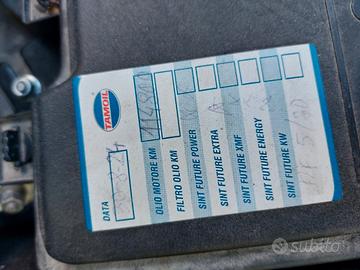 TAMOIL
DATA
OLIO MOTORE KM
FILTRO OLIO KM
SINT FUTURE POWER
SINT FUTURE EXTRA
SINT FUTURE XMF
SINT FUTURE ENERGY
SINT FUTURE KW
subito